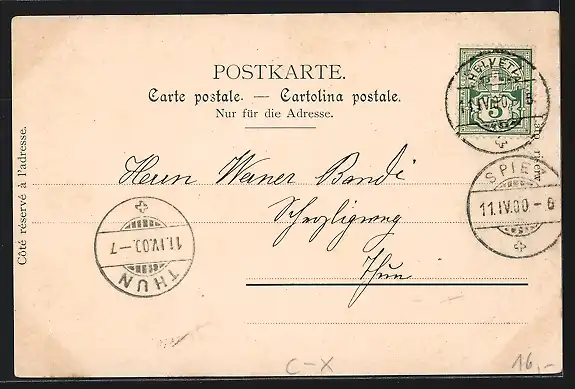 POSTKARTE.
Carte postale. — Cartolina postale.
Nur für die Adresse.
Côté réservé à l'adresse.
HELVETIA
5
SPIEZ
11.IV.00.-6
Herrn Werner Bandi
Thun
THUN
11.IV.00.-7
C-X
16,-